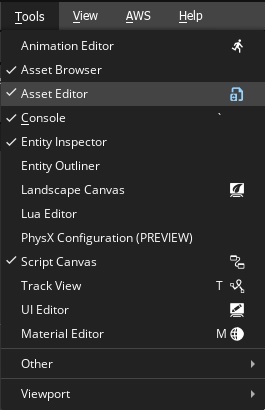 Tools View AWS Help
Animation Editor
Asset Browser
Asset Editor
Console `
Entity Inspector
Entity Outliner
Landscape Canvas
Lua Editor
PhysX Configuration (PREVIEW)
Script Canvas
Track View T
UI Editor
Material Editor M
Other
Viewport